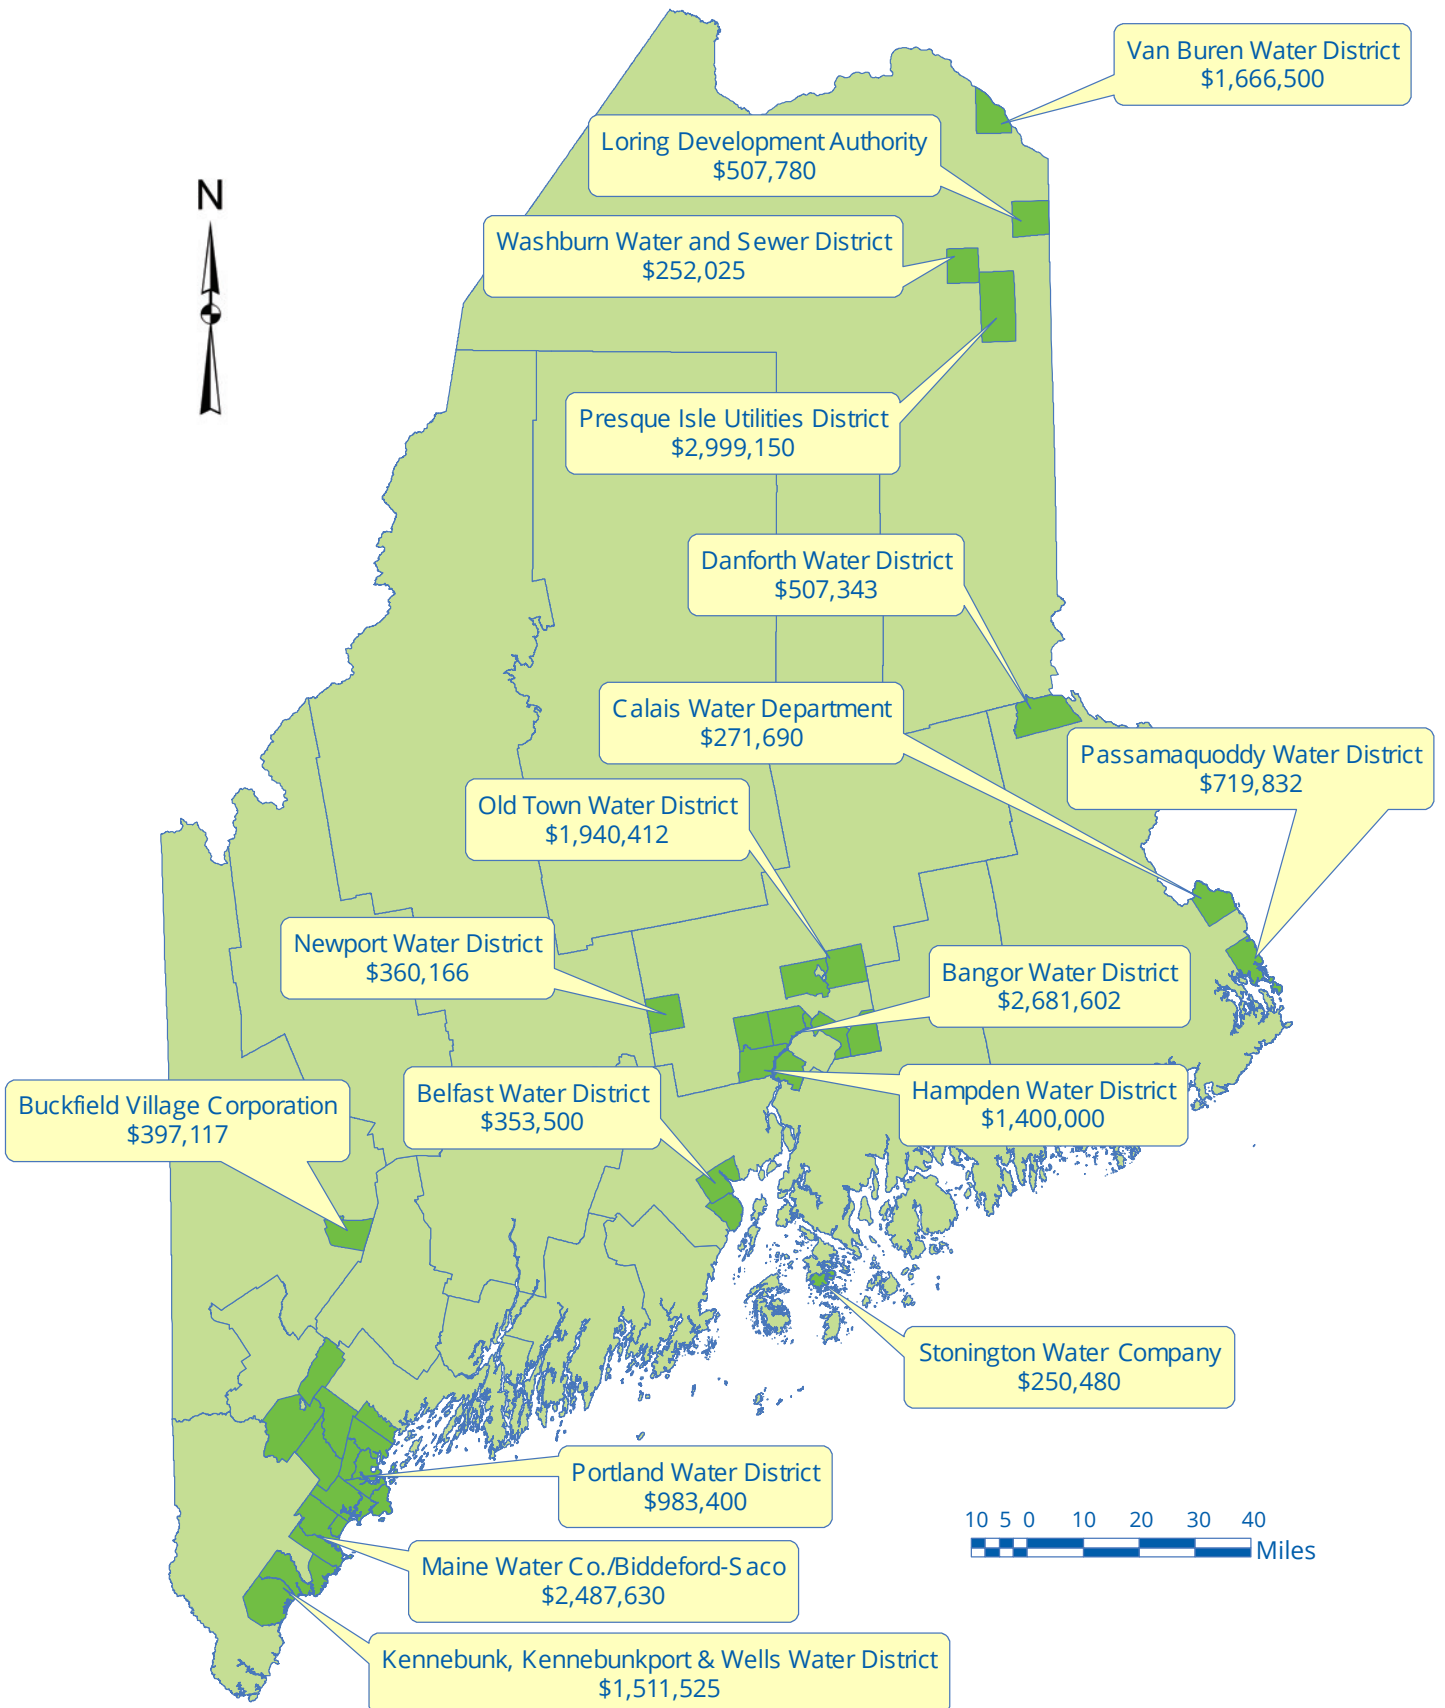 Van Buren Water District
$1,666,500
Loring Development Authority
$507,780
N
Washburn Water and Sewer District
$252,025
Presque Isle Utilities District
$2,999,150
Danforth Water District
$507,343
Calais Water Department
$271,690
Passamaquoddy Water District
$719,832
Old Town Water District
$1,940,412
Newport Water District
$360,166
Bangor Water District
$2,681,602
Belfast Water District
$353,500
Hampden Water District
$1,400,000
Buckfield Village Corporation
$397,117
Stonington Water Company
$250,480
Portland Water District
$983,400
10 5 0 10 20 30 40
Miles
Maine Water Co./Biddeford-Saco
$2,487,630
Kennebunk, Kennebunkport & Wells Water District
$1,511,525